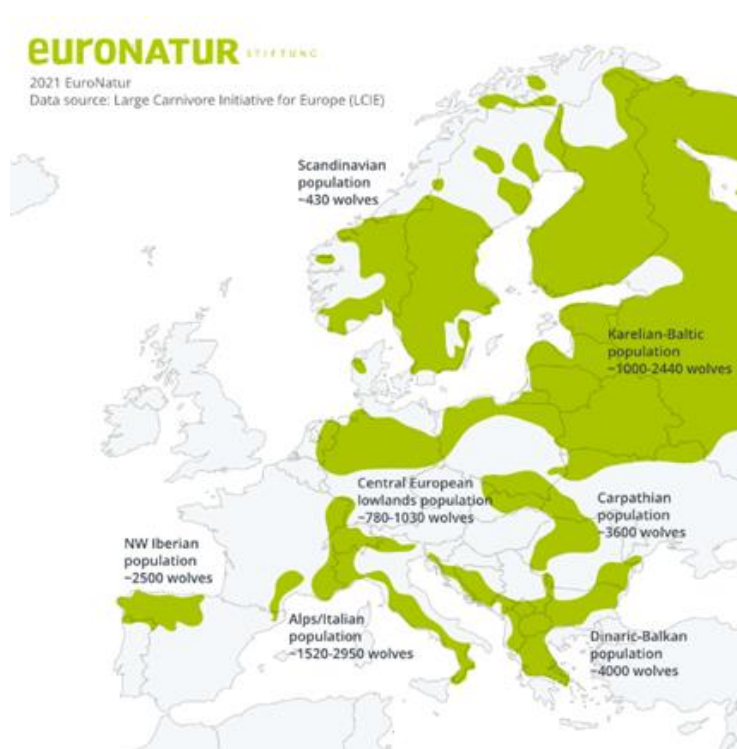 euronatur STIFTUNG
2021 EuroNatur
Data source: Large Carnivore Initiative for Europe (LCIE)
Scandinavian
population
~430 wolves
Karelian-Baltic
population
~1000-2440 wolves
Central European
lowlands population
~780-1030 wolves
Carpathian
population
~3600 wolves
NW Iberian
population
~2500 wolves
Alps/Italian
population
~1520-2950 wolves
Dinaric-Balkan
population
~4000 wolves